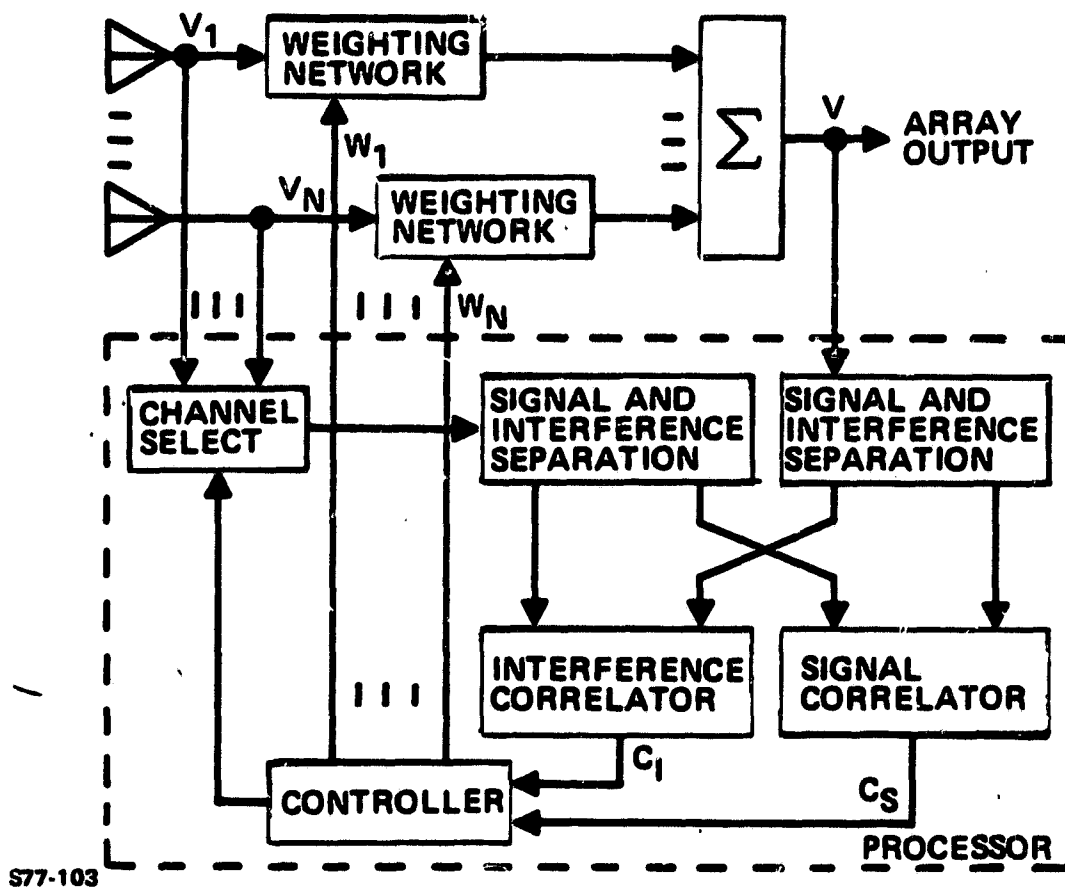 V1
WEIGHTING
NETWORK
W1
VN
WEIGHTING
NETWORK
WN
Σ
V
ARRAY
OUTPUT
CHANNEL
SELECT
SIGNAL AND
INTERFERENCE
SEPARATION
SIGNAL AND
INTERFERENCE
SEPARATION
INTERFERENCE
CORRELATOR
SIGNAL
CORRELATOR
CI
CS
CONTROLLER
PROCESSOR
S77-103